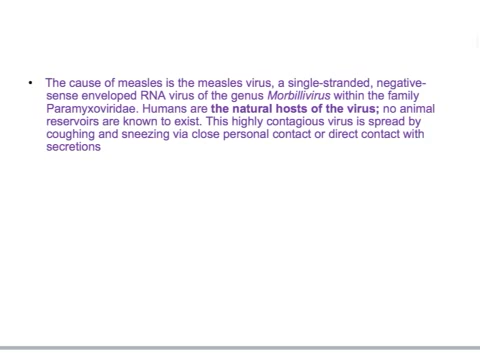 • The cause of measles is the measles virus, a single-stranded, negative-
sense enveloped RNA virus of the genus Morbillivirus within the family
Paramyxoviridae. Humans are the natural hosts of the virus; no animal
reservoirs are known to exist. This highly contagious virus is spread by
coughing and sneezing via close personal contact or direct contact with
secretions